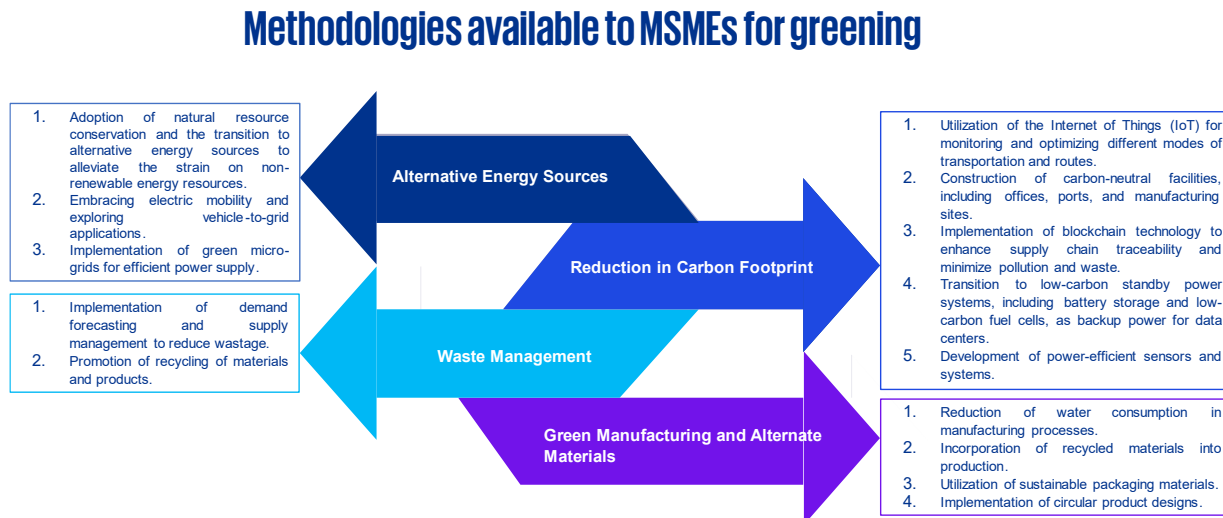 Methodologies available to MSMEs for greening
1. Adoption of natural resource
conservation and the transition to
alternative energy sources to
alleviate the strain on non-
renewable energy resources.
2. Embracing electric mobility and
exploring vehicle-to-grid
applications.
3. Implementation of green micro-
grids for efficient power supply.
Alternative Energy Sources
1. Utilization of the Internet of Things (IoT) for
monitoring and optimizing different modes of
transportation and routes.
2. Construction of carbon-neutral facilities,
including offices, ports, and manufacturing
sites.
3. Implementation of blockchain technology to
enhance supply chain traceability and
minimize pollution and waste.
4. Transition to low-carbon standby power
systems, including battery storage and low-
carbon fuel cells, as backup power for data
centers.
5. Development of power-efficient sensors and
systems.
Reduction in Carbon Footprint
1. Implementation of demand
forecasting and supply
management to reduce wastage.
2. Promotion of recycling of materials
and products.
Waste Management
Green Manufacturing and Alternate
Materials
1. Reduction of water consumption in
manufacturing processes.
2. Incorporation of recycled materials into
production.
3. Utilization of sustainable packaging materials.
4. Implementation of circular product designs.